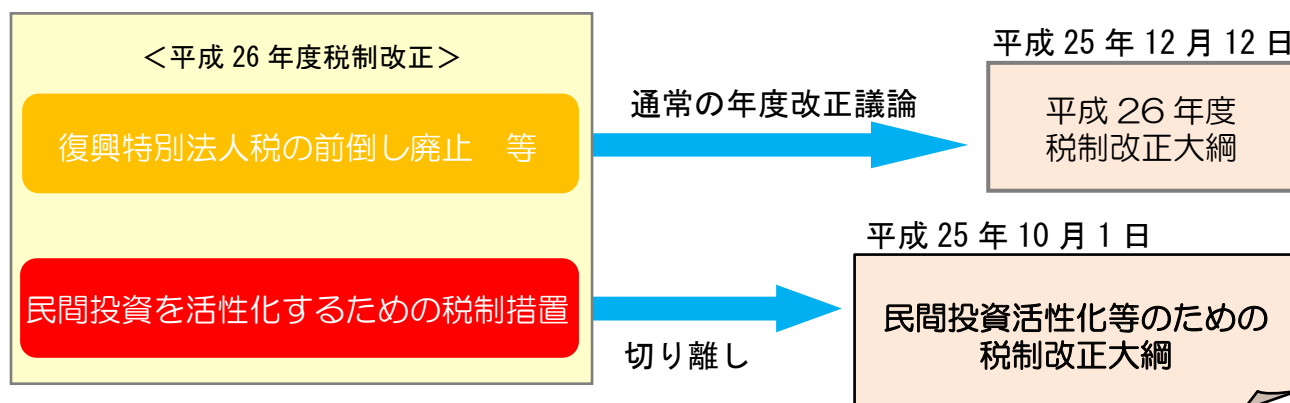 ＜平成 26 年度税制改正＞
復興特別法人税の前倒し廃止　等
民間投資を活性化するための税制措置
通常の年度改正議論
切り離し
平成 25 年 12 月 12 日
平成 26 年度
税制改正大綱
平成 25 年 10 月 1 日
民間投資活性化等のための
税制改正大綱